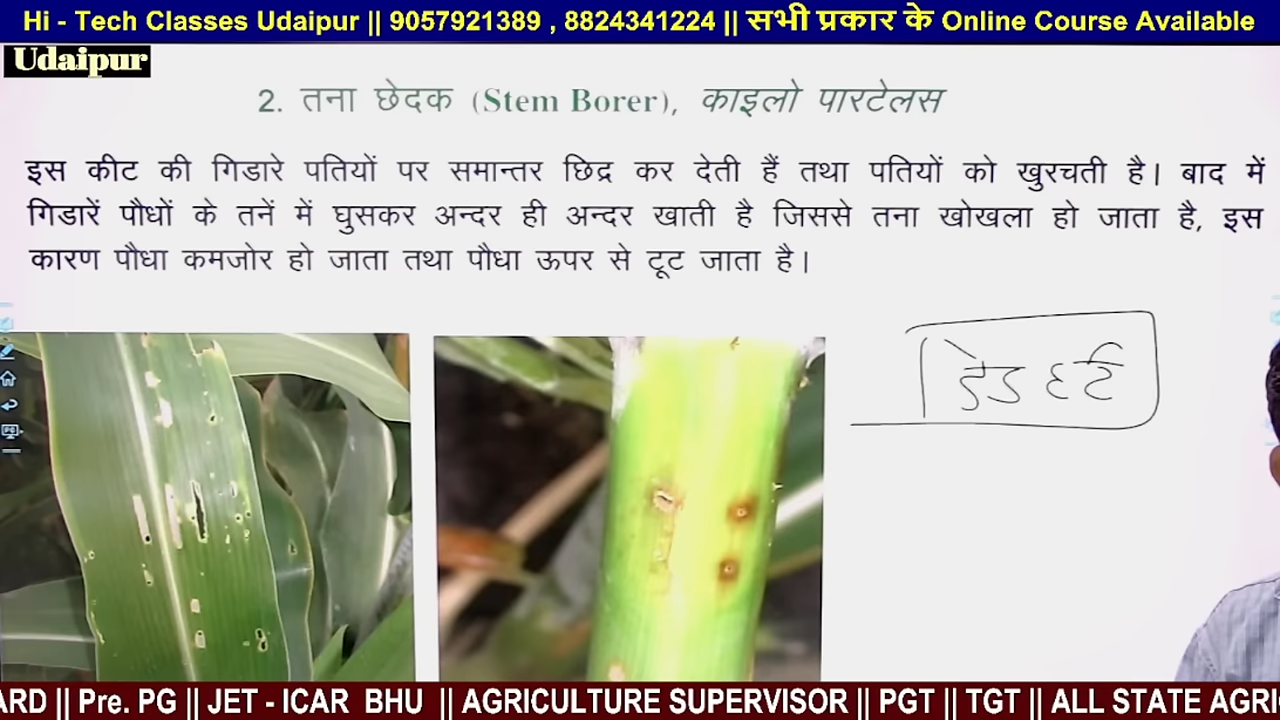 Hi - Tech Classes Udaipur || 9057921389 , 8824341224 || सभी प्रकार के Online Course Available
Udaipur
2. तना छेदक (Stem Borer), काइलो पारटेलस
इस कीट की गिडारे पतियों पर समान्तर छिद्र कर देती हैं तथा पतियों को खुरचती है। बाद में
गिडारें पौधों के तनें में घुसकर अन्दर ही अन्दर खाती है जिससे तना खोखला हो जाता है, इस
कारण पौधा कमजोर हो जाता तथा पौधा ऊपर से टूट जाता है।
डेड हर्ट
ARD || Pre. PG || JET - ICAR BHU || AGRICULTURE SUPERVISOR || PGT || TGT || ALL STATE AGRI